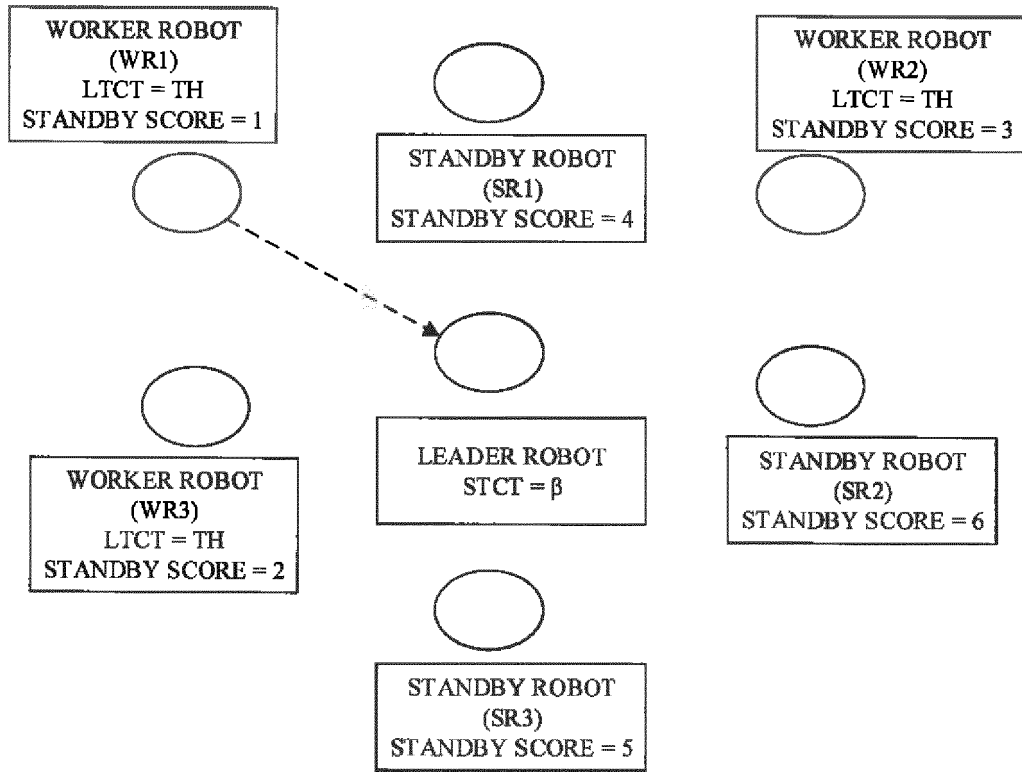 WORKER ROBOT
(WR1)
LTCT = TH
STANDBY SCORE = 1
STANDBY ROBOT
(SR1)
STANDBY SCORE = 4
WORKER ROBOT
(WR2)
LTCT = TH
STANDBY SCORE = 3
WORKER ROBOT
(WR3)
LTCT = TH
STANDBY SCORE = 2
LEADER ROBOT
STCT = β
STANDBY ROBOT
(SR2)
STANDBY SCORE = 6
STANDBY ROBOT
(SR3)
STANDBY SCORE = 5